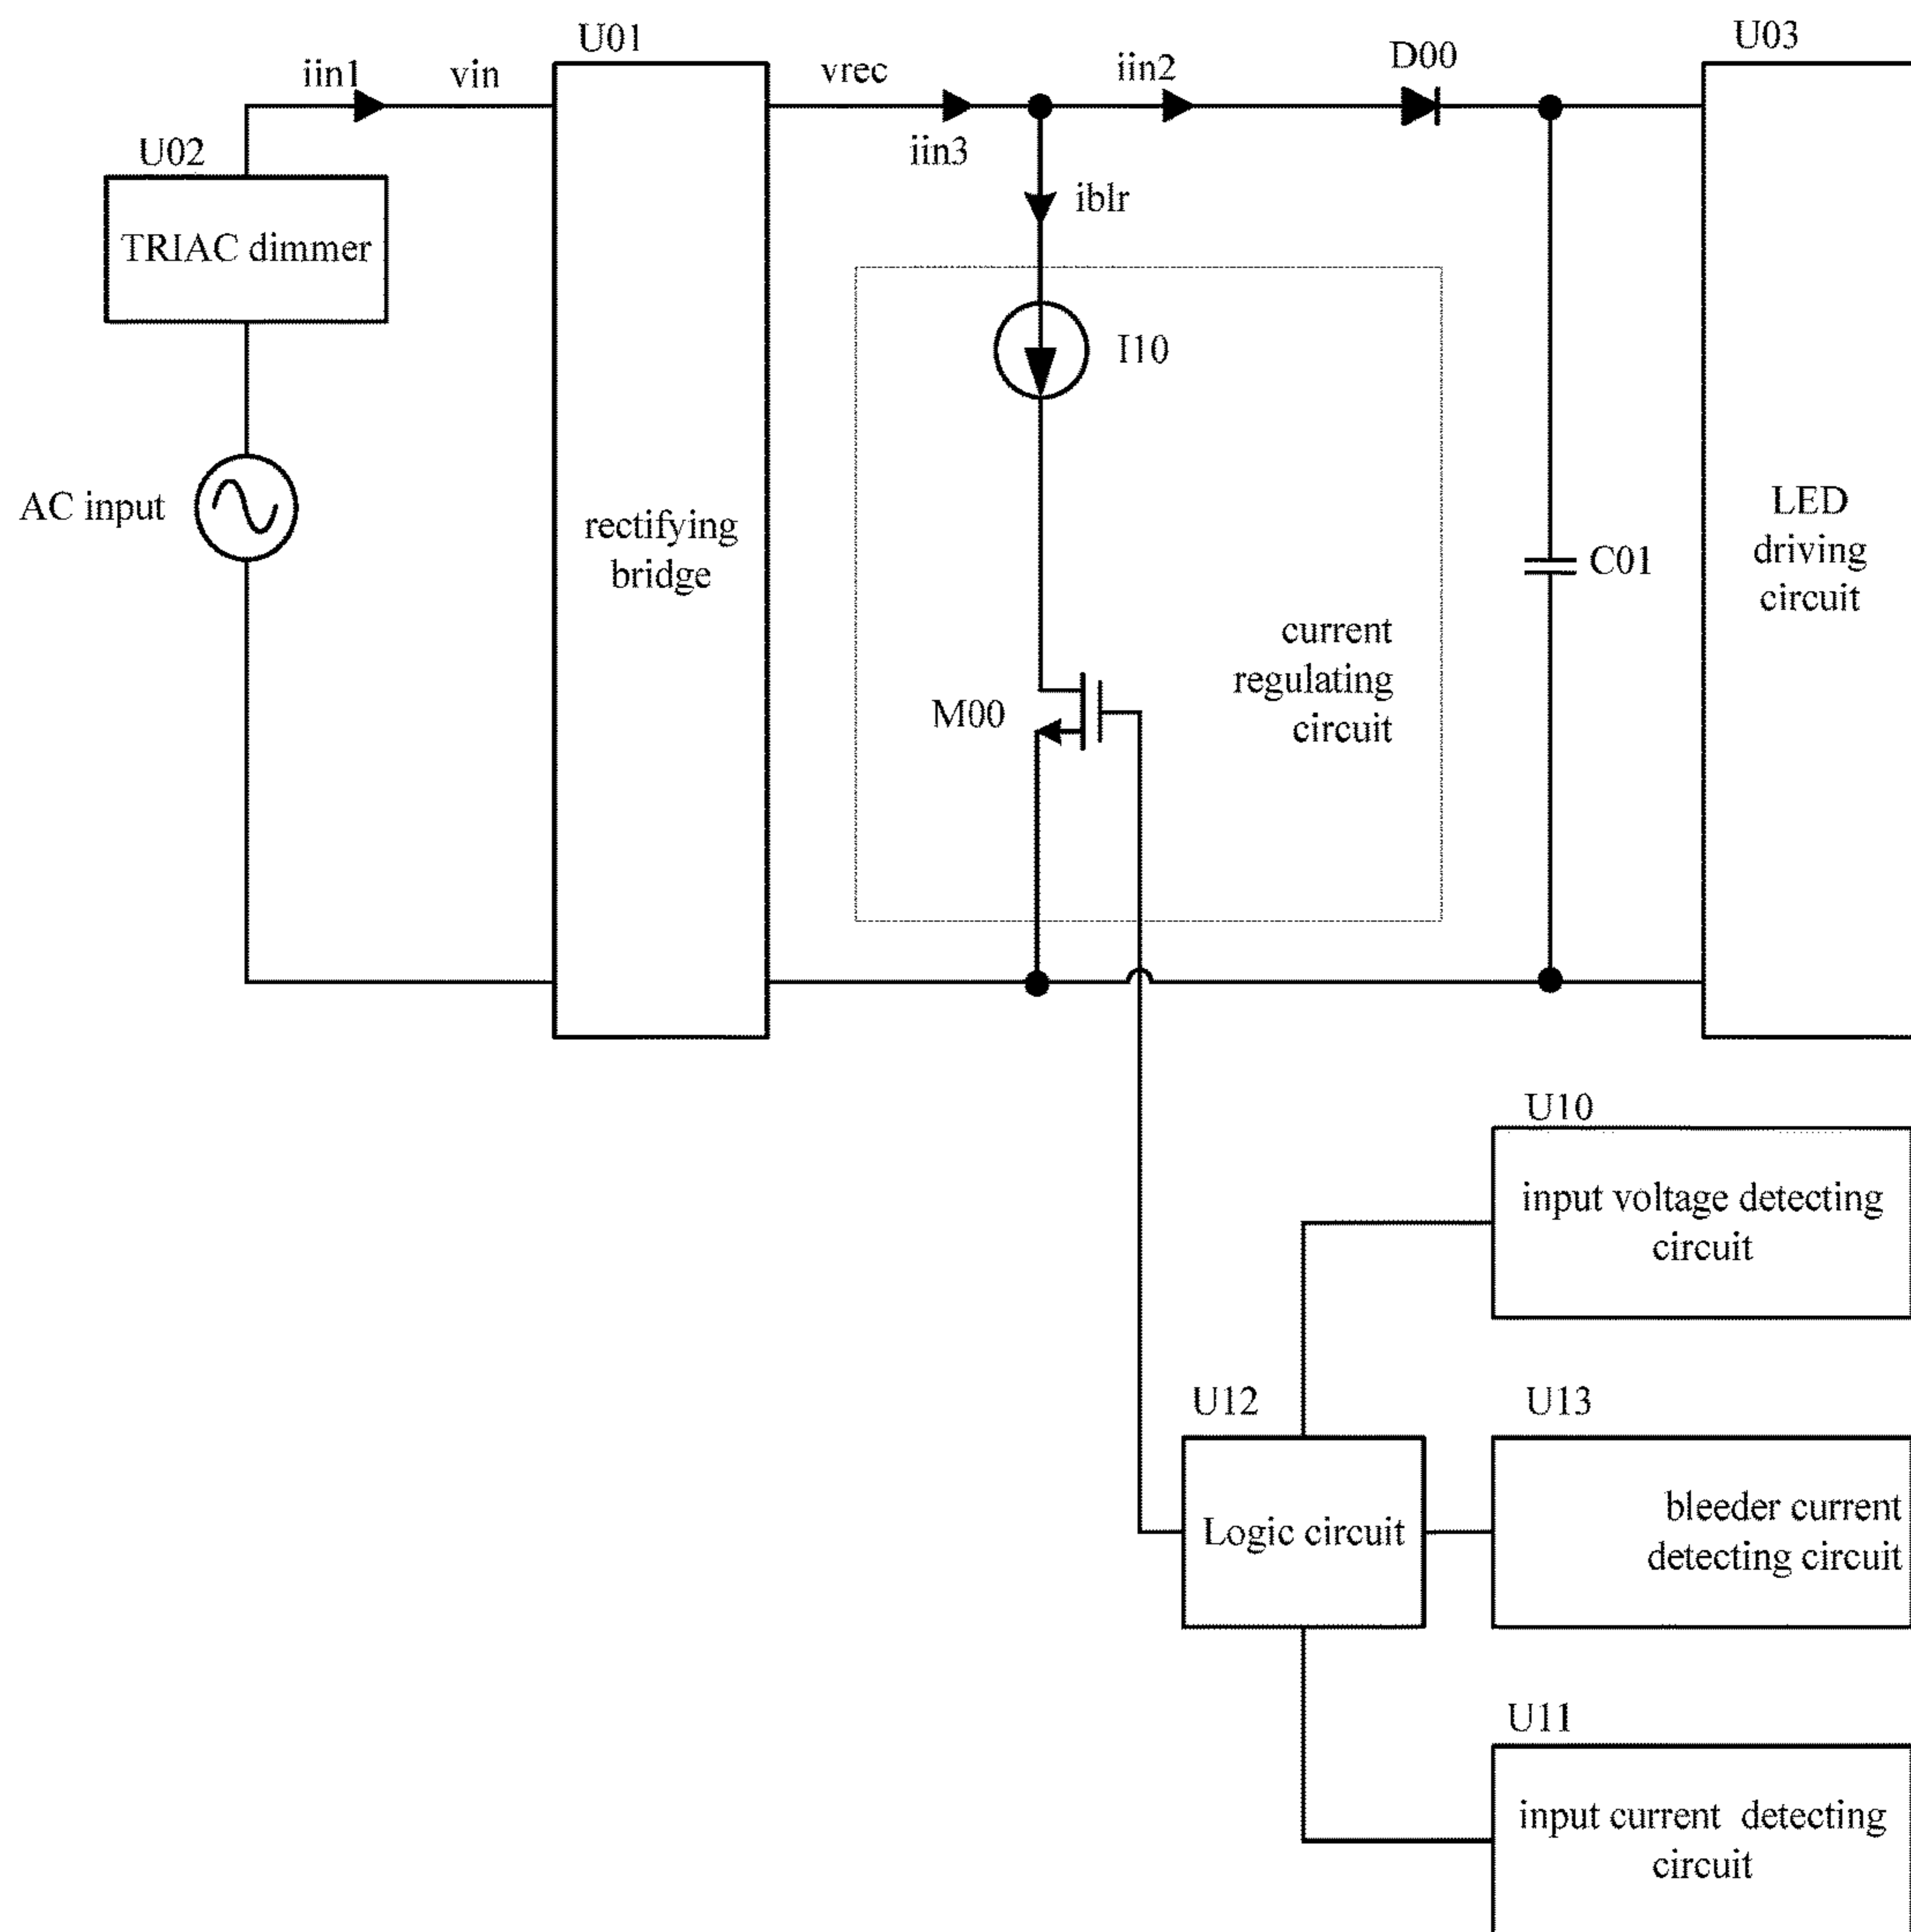 U01
U03
iin1
vin
vrec
iin2
D00
U02
iin3
TRIAC dimmer
iblr
I10
AC input
rectifying
bridge
LED
driving
circuit
C01
current
regulating
circuit
M00
U10
input voltage detecting
circuit
U12
U13
Logic circuit
bleeder current
detecting circuit
U11
input current detecting
circuit